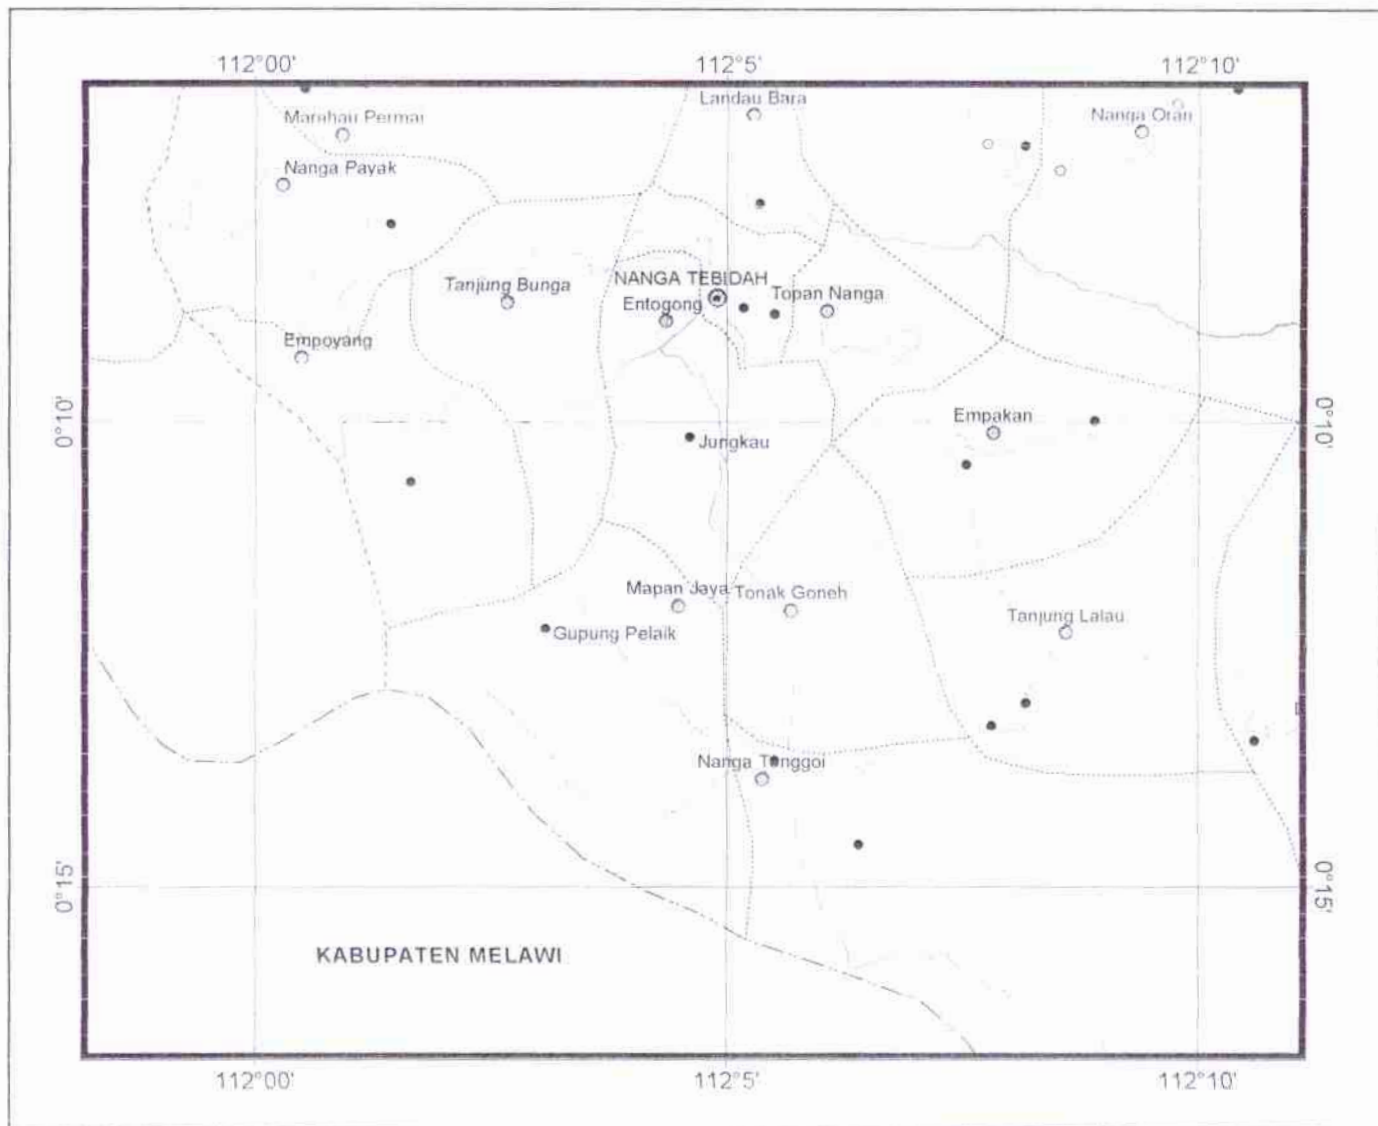 112°00' 112°5' 112°10'
Landau Bara
Marahau Permai
Nanga Oran
Nanga Payak
NANGA TEBIDAH
Tanjung Bunga
Topan Nanga
Entogong
Empoyang
0°10'
0°10'
Empakan
Jungkau
Mapan Jaya
Tonak Goneh
Tanjung Lalau
Gupung Pelaik
Nanga Tonggoi
0°15'
0°15'
KABUPATEN MELAWI
112°00' 112°5' 112°10'